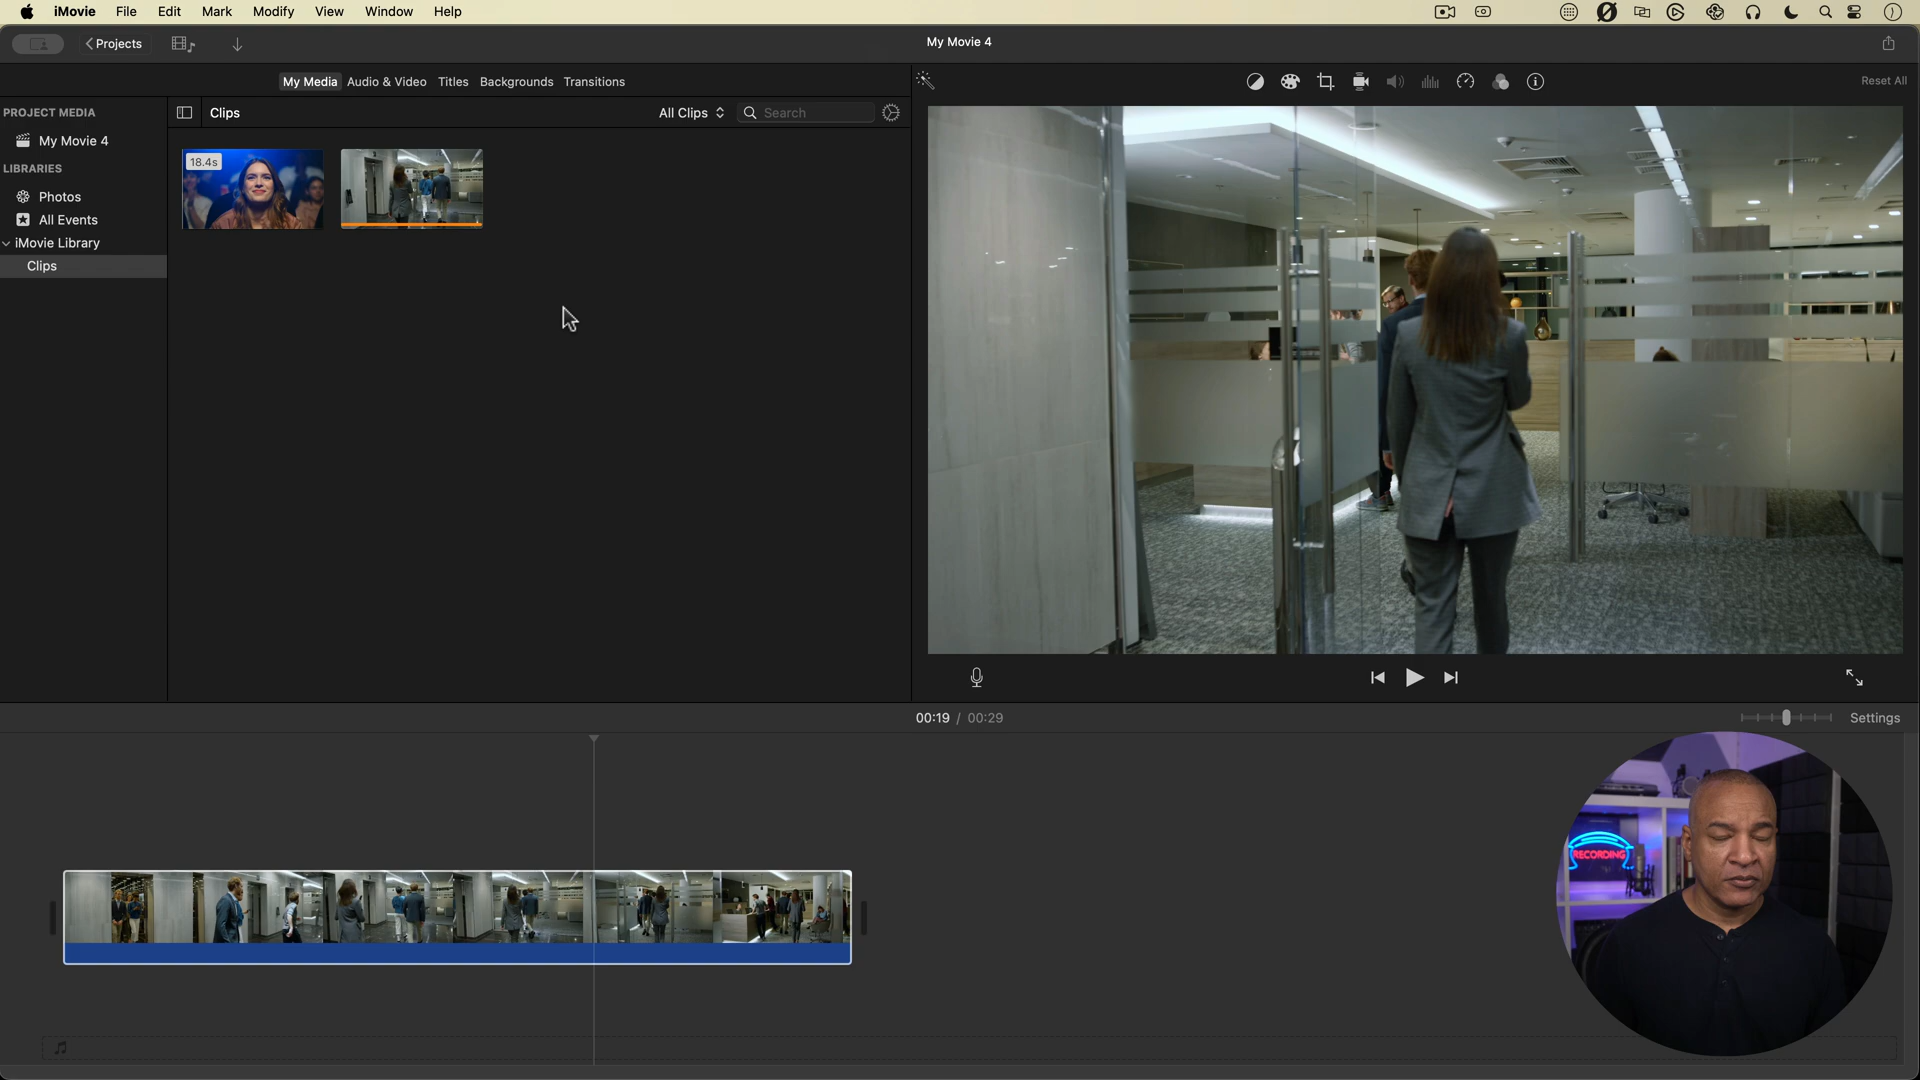 iMovie File Edit Mark Modify View Window Help
Projects
My Movie 4
My Media Audio & Video Titles Backgrounds Transitions
Reset All
PROJECT MEDIA
My Movie 4
LIBRARIES
Photos
All Events
iMovie Library
Clips
Clips
All Clips
Search
18.4s
00:19 / 00:29
Settings
RECORDING